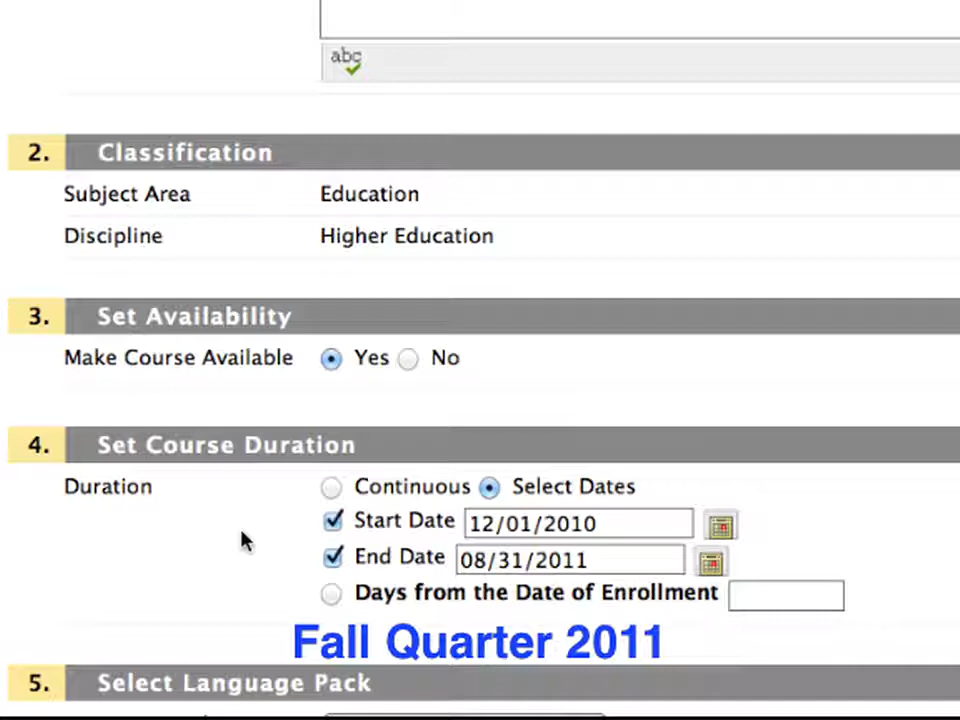 abc
2. Classification
Subject Area Education
Discipline Higher Education
3. Set Availability
Make Course Available Yes No
4. Set Course Duration
Duration Continuous Select Dates
Start Date 12/01/2010
End Date 08/31/2011
Days from the Date of Enrollment
Fall Quarter 2011
5. Select Language Pack